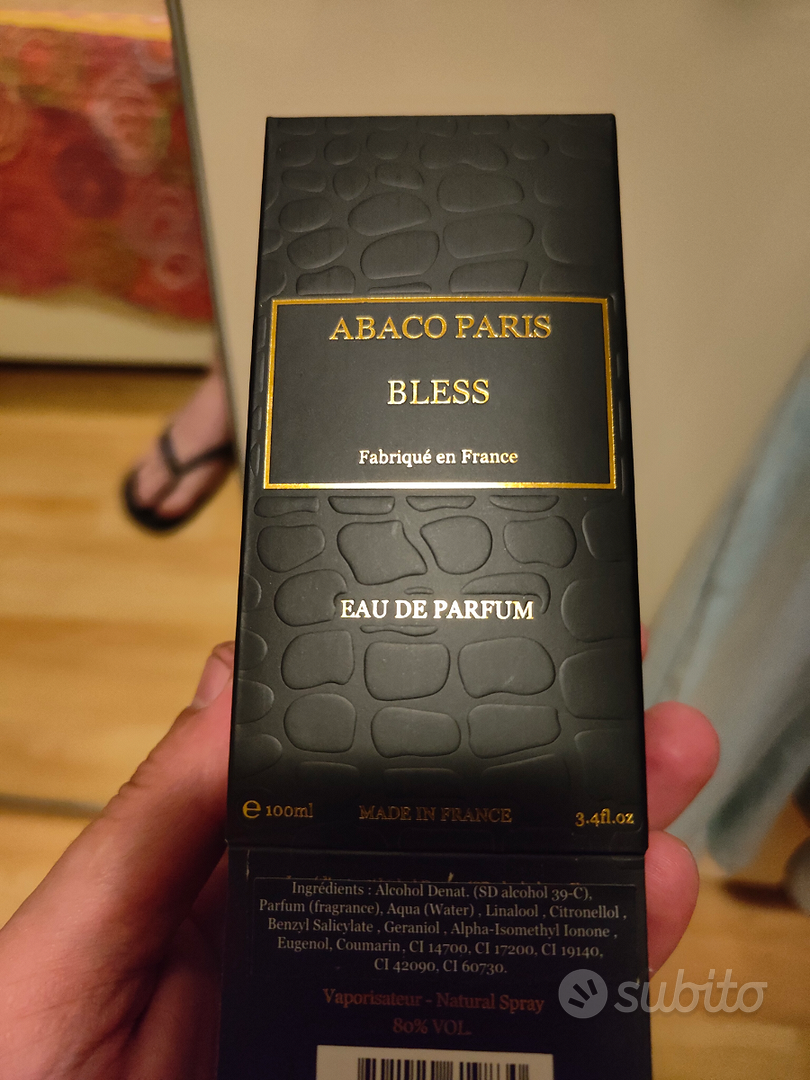 ABACO PARIS
BLESS
Fabriqué en France
EAU DE PARFUM
℮ 100ml MADE IN FRANCE 3.4fl.oz
Ingrédients : Alcohol Denat. (SD alcohol 39-C),
Parfum (fragrance), Aqua (Water) , Linalool , Citronellol ,
Benzyl Salicylate , Geraniol , Alpha-Isomethyl Ionone ,
Eugenol, Coumarin, CI 14700, CI 17200, CI 19140,
CI 42090, CI 60730.
Vaporisateur - Natural Spray
80% VOL.
subito